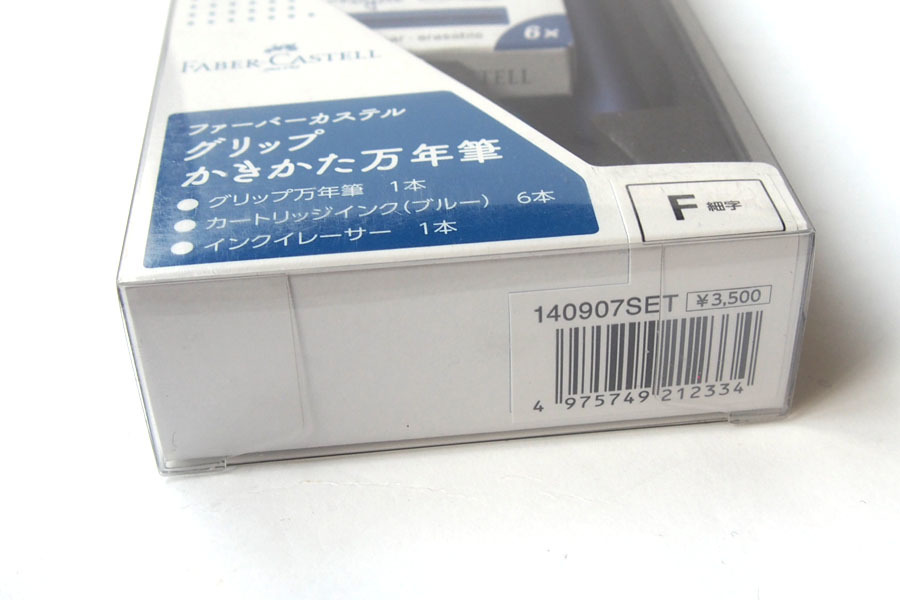 6×
erasable
CASTELL
FABER-CASTELL
ファーバーカステル
グリップ
かきかた万年筆
● グリップ万年筆 1本
● カートリッジインク(ブルー) 6本
● インクイレーサー 1本
F 細字
140907SET ¥3,500
4 975749 212334